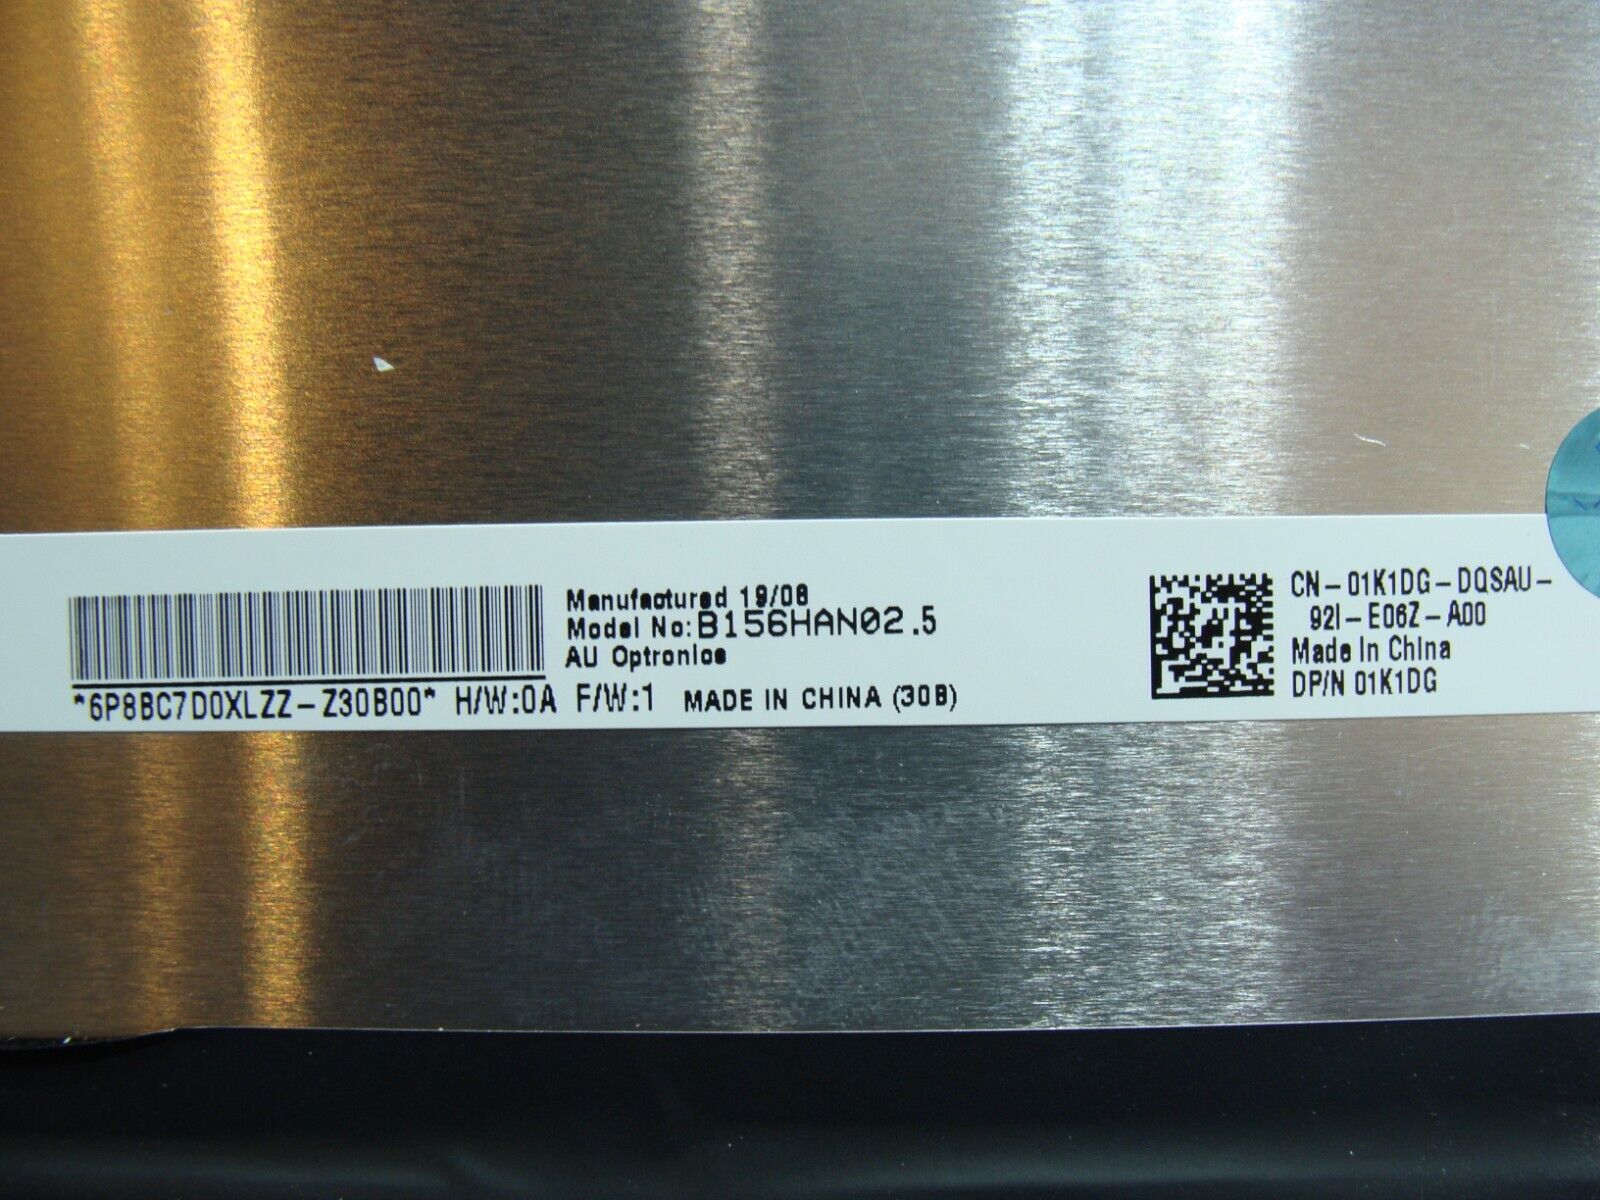 Manufactured 19/08
Model No:B156HAN02.5
AU Optronics
*6P8BC7D0XLZZ-Z30B00* H/W:0A F/W:1 MADE IN CHINA (30B)
CN-01K1DG-DQSAU-
92I-E06Z-A00
Made In China
DP/N 01K1DG